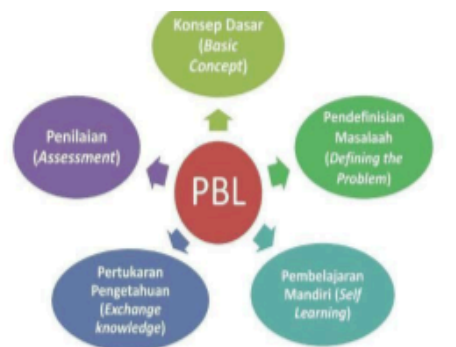 Konsep Dasar
(Basic
Concept)
Pendefinisian
Masalaah
(Defining the
Problem)
Penilaian
(Assessment)
PBL
Pertukaran
Pengetahuan
(Exchange
knowledge)
Pembelajaran
Mandiri (Self
Learning)